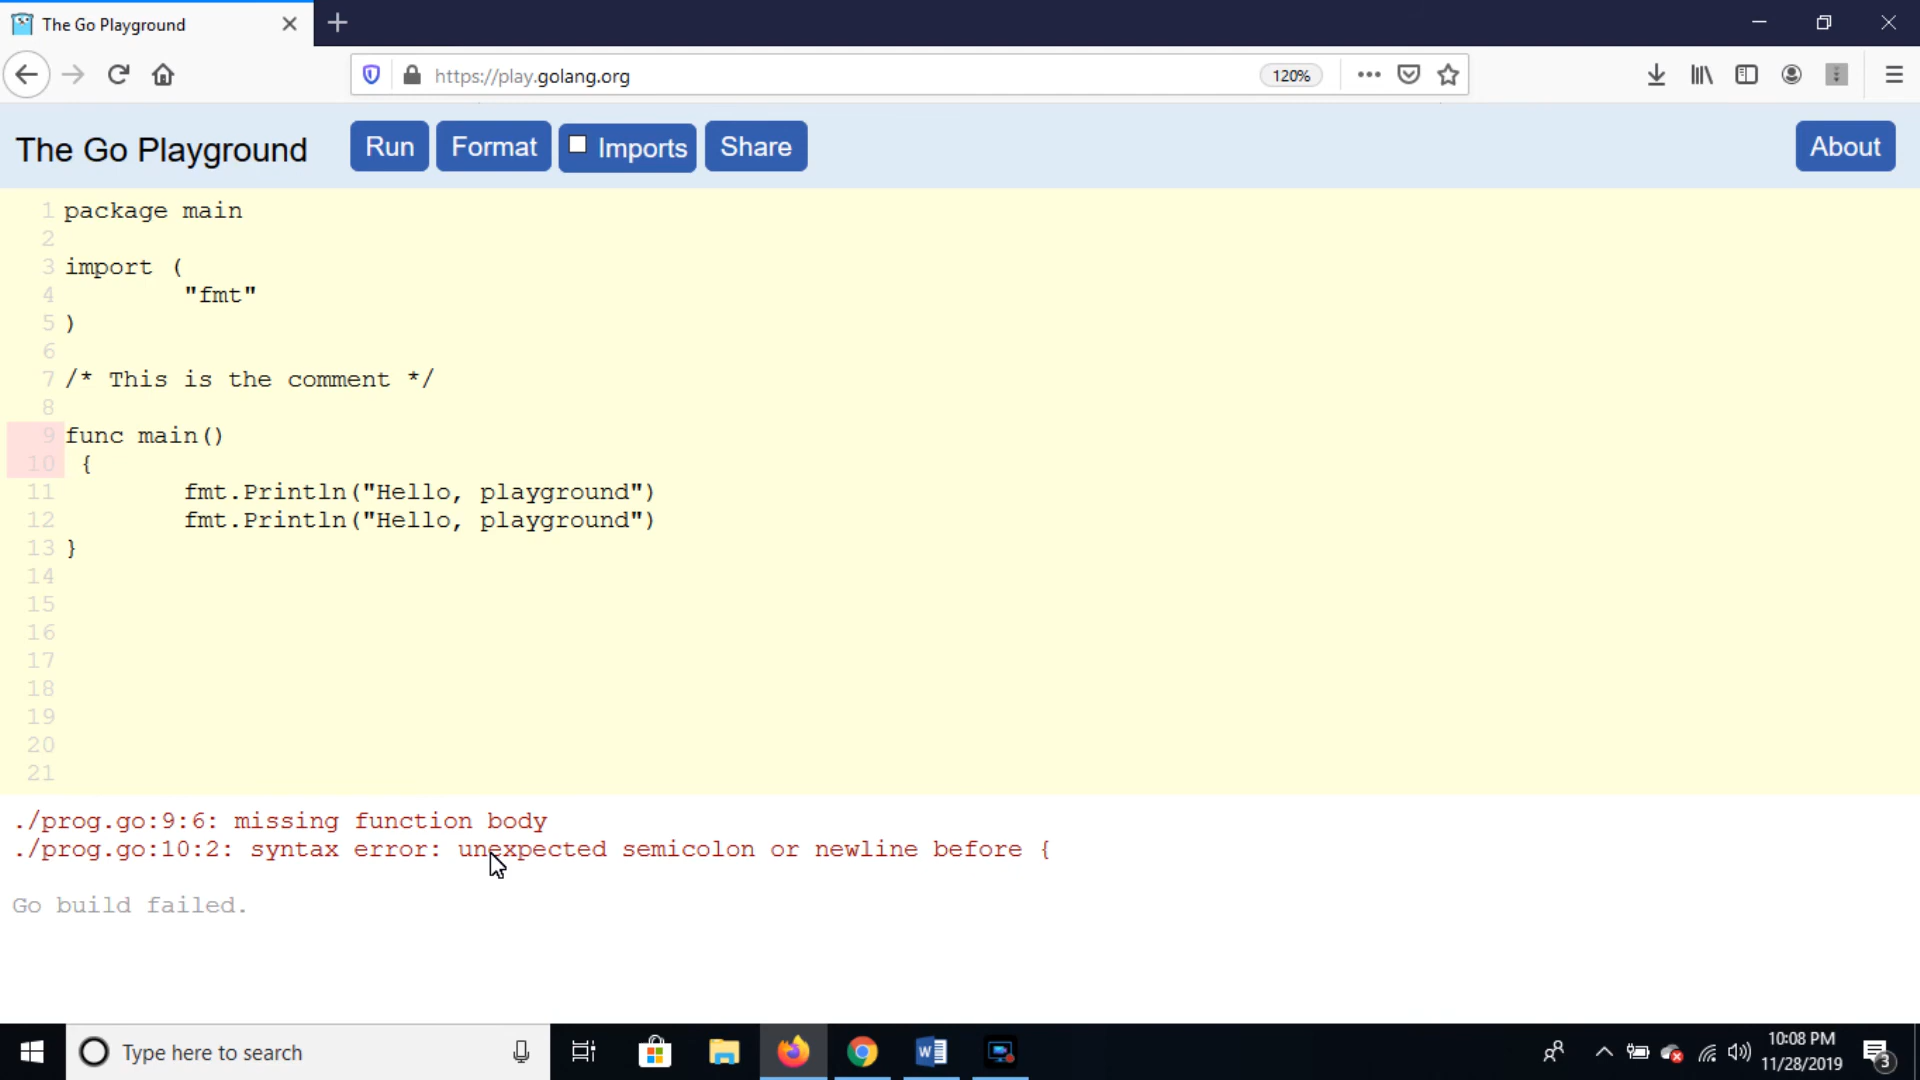 The Go Playground
https://play.golang.org
120%
The Go Playground
Run
Format
Imports
Share
About
1 package main
2
3 import (
4 "fmt"
5 )
6
7 /* This is the comment */
8
9 func main()
10 {
11 fmt.Println("Hello, playground")
12 fmt.Println("Hello, playground")
13 }
14
15
16
17
18
19
20
21
./prog.go:9:6: missing function body
./prog.go:10:2: syntax error: unexpected semicolon or newline before {
Go build failed.
Type here to search
10:08 PM
11/28/2019
3